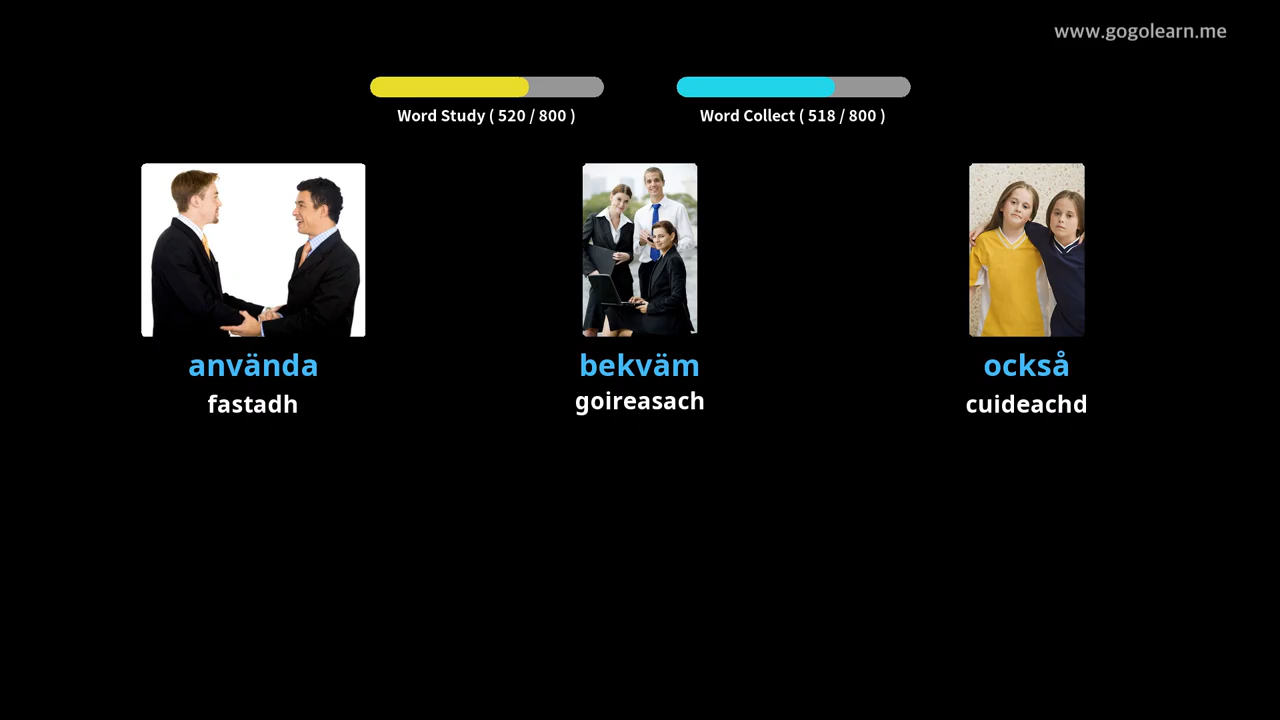 www.gogolearn.me
Word Study ( 520 / 800 )
Word Collect ( 518 / 800 )
använda
bekväm
också
fastadh
goireasach
cuideachd